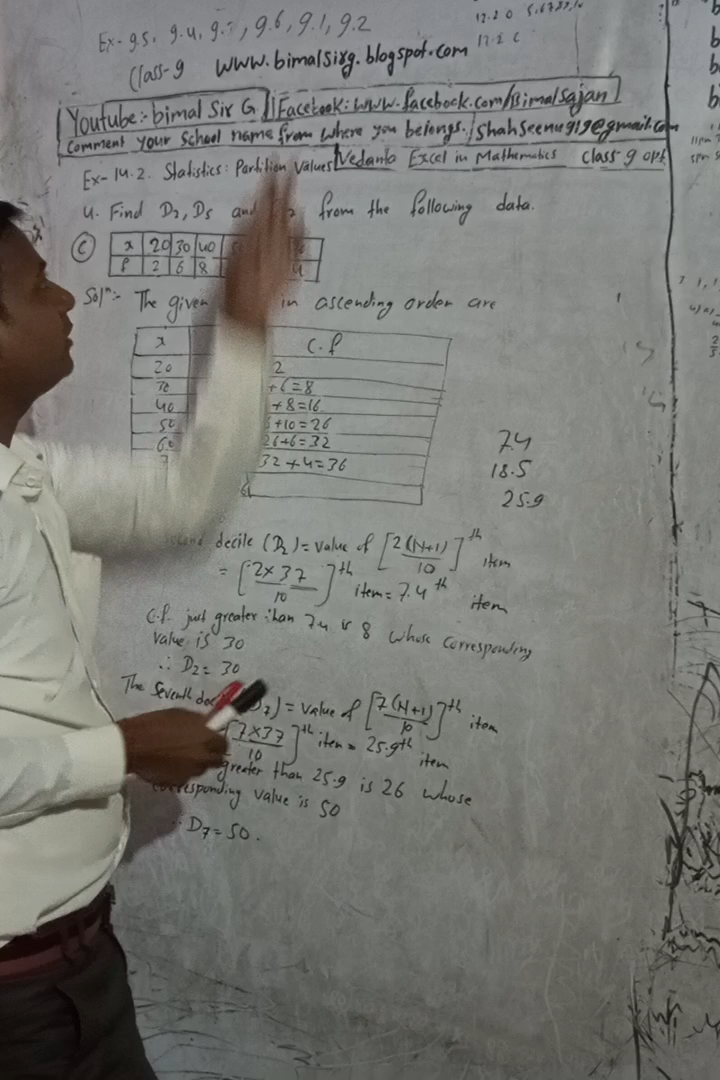 Ex- 9.5, 9.4, 9.7, 9.6, 9.1, 9.2
Class-9 www.bimalsirg.blogspot.com
Youtube:- bimal Sir G | Facebook: www.facebook.com/Bimalsajan
Comment your School name from where you belongs. | shahseenu919@gmail.com
Ex- 14.2. Statistics: Partition Values | Vedanta Excel in Mathematics class-9 opt
4. Find D2, D5 and from the following data.
C x 20 30 40
f 2 6 8 4
Solⁿ:- The given in ascending order are
x C.f
20 2
30 +6=8
40 +8=16
50 +10=26
60 26+6=32
7 32+4=36
7.4
18.5
25.9
decile (D2) = value of [2(N+1)/10]th item
= [2×37/10]th item = 7.4th item
C.f. just greater than 7.4 is 8 whose corresponding
value is 30
∴ D2 = 30
The Seventh = value of [7(N+1)/10]th item
[7×37/10]th item = 25.9th item
greater than 25.9 is 26 whose
corresponding value is 50
∴ D7 = 50.